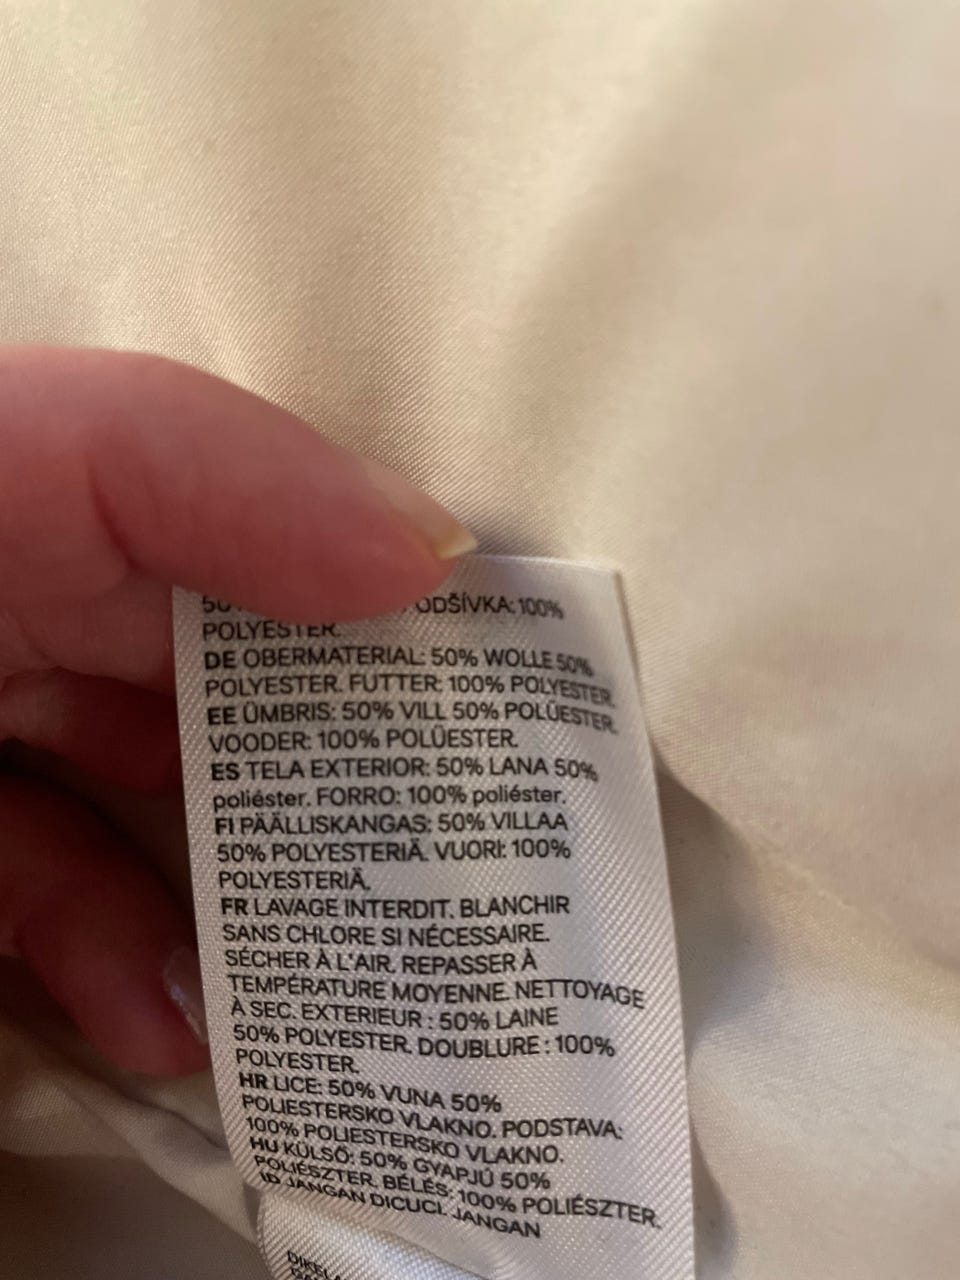 ODŠÍVKA: 100%
POLYESTER.
DE OBERMATERIAL: 50% WOLLE 50%
POLYESTER. FUTTER: 100% POLYESTER.
EE ÜMBRIS: 50% VILL 50% POLÜESTER.
VOODER: 100% POLÜESTER.
ES TELA EXTERIOR: 50% LANA 50%
poliéster. FORRO: 100% poliéster.
FI PÄÄLLISKANGAS: 50% VILLAA
50% POLYESTERIÄ. VUORI: 100%
POLYESTERIÄ.
FR LAVAGE INTERDIT. BLANCHIR
SANS CHLORE SI NÉCESSAIRE.
SÉCHER À L'AIR. REPASSER À
TEMPÉRATURE MOYENNE. NETTOYAGE
À SEC. EXTERIEUR : 50% LAINE
50% POLYESTER. DOUBLURE : 100%
POLYESTER.
HR LICE: 50% VUNA 50%
POLIESTERSKO VLAKNO. PODSTAVA:
100% POLIESTERSKO VLAKNO.
HU KÜLSŐ: 50% GYAPJÚ 50%
POLIÉSZTER. BÉLÉS: 100% POLIÉSZTER.
ID JANGAN DICUCI. JANGAN